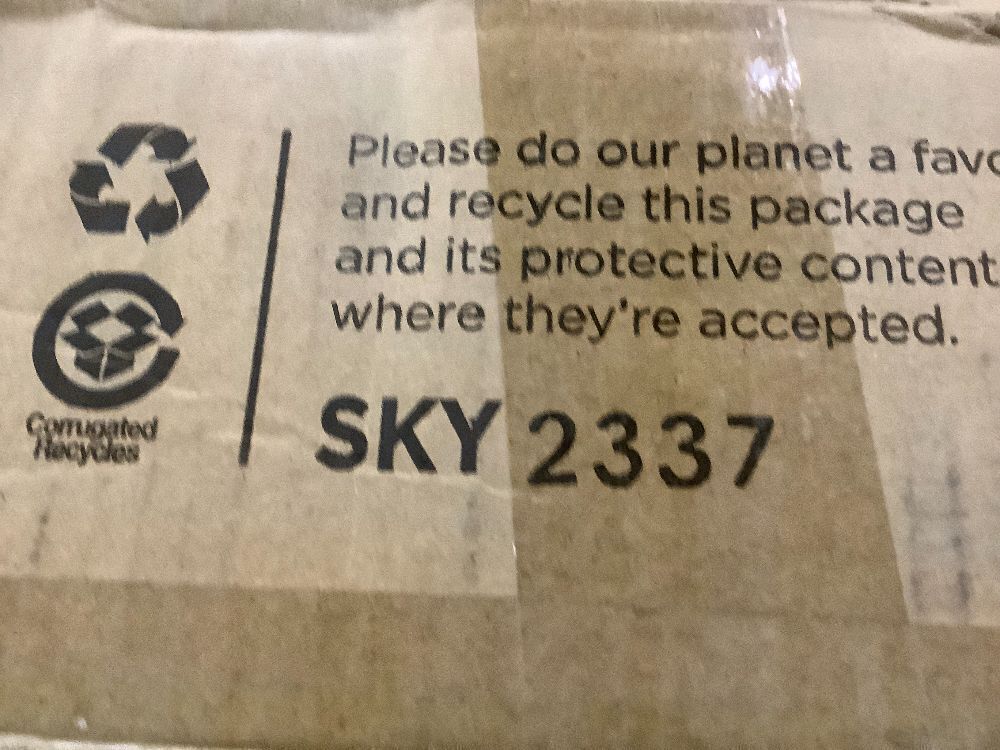 Please do our planet a favo
and recycle this package
and its protective content
where they're accepted.
SKY 2337
Corrugated
Recycles